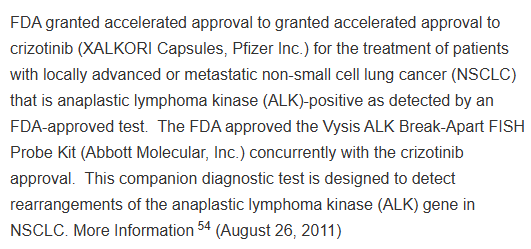 FDA granted accelerated approval to granted accelerated approval to
crizotinib (XALKORI Capsules, Pfizer Inc.) for the treatment of patients
with locally advanced or metastatic non-small cell lung cancer (NSCLC)
that is anaplastic lymphoma kinase (ALK)-positive as detected by an
FDA-approved test.  The FDA approved the Vysis ALK Break-Apart FISH
Probe Kit (Abbott Molecular, Inc.) concurrently with the crizotinib
approval.  This companion diagnostic test is designed to detect
rearrangements of the anaplastic lymphoma kinase (ALK) gene in
NSCLC. More Information 54 (August 26, 2011)